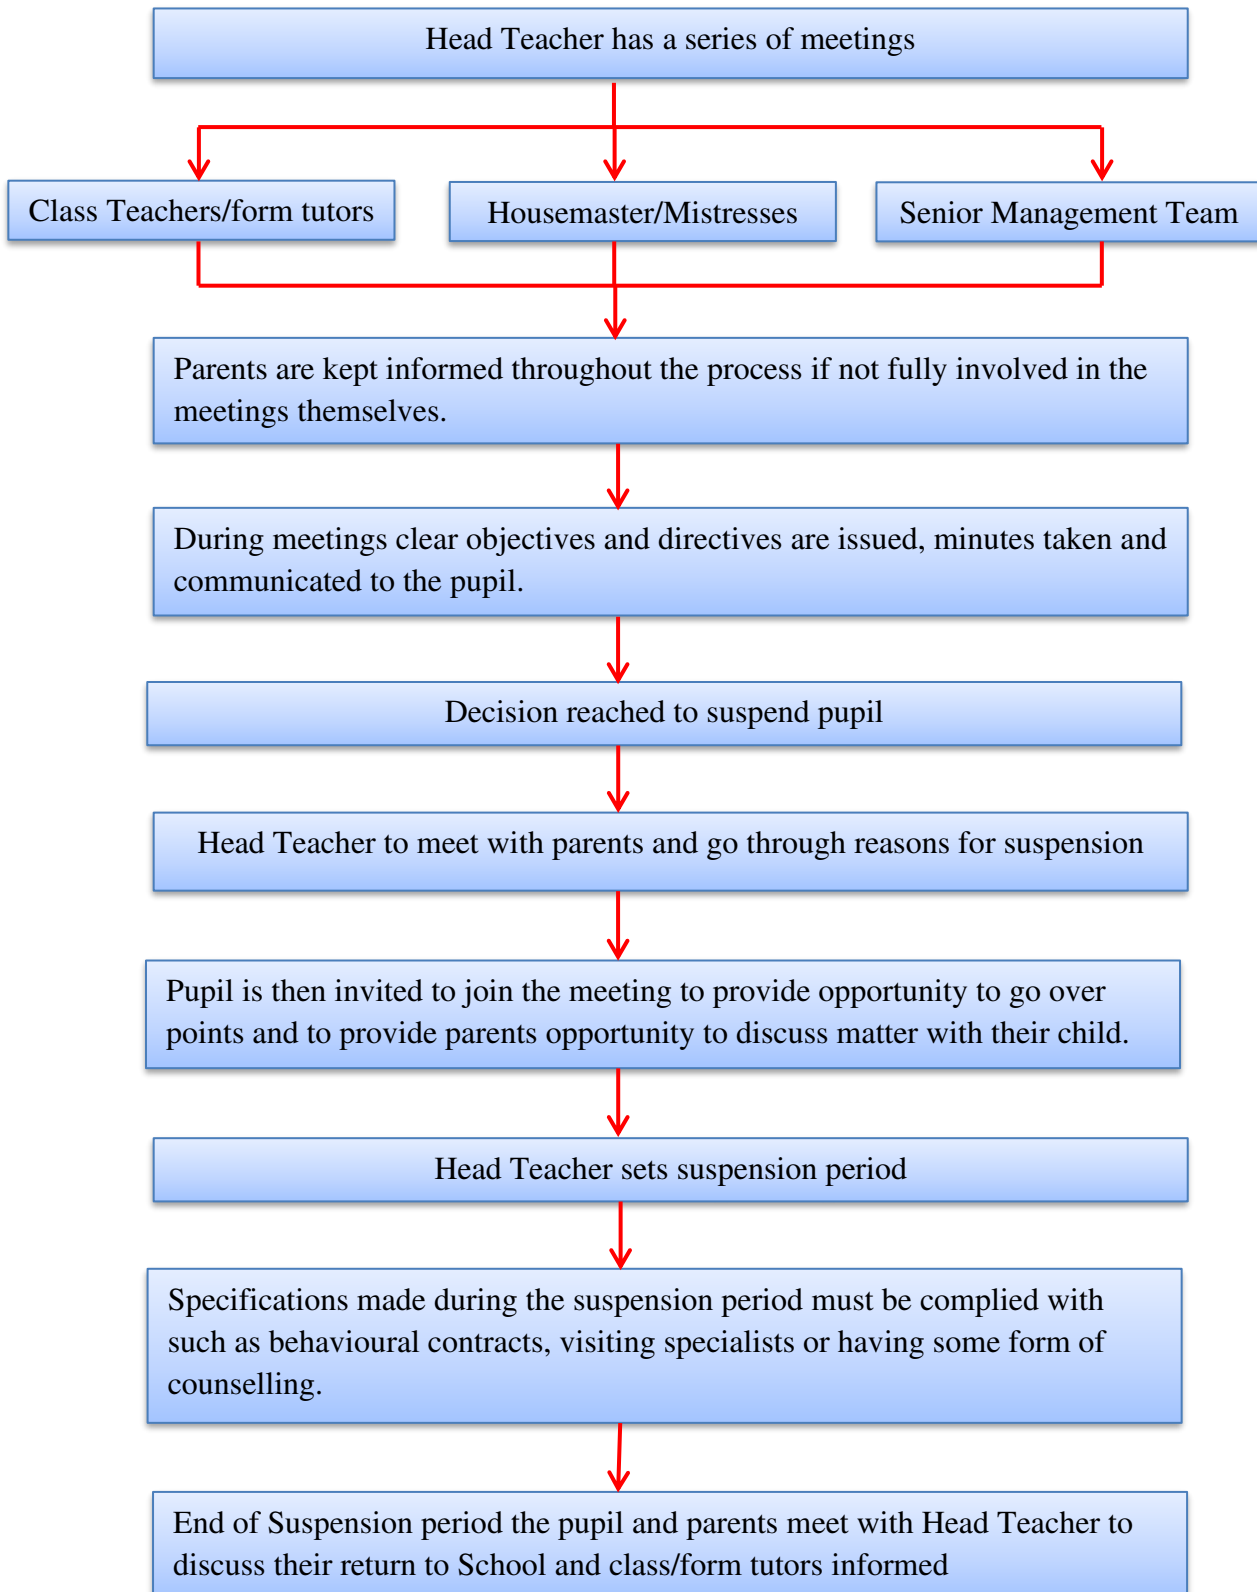 Head Teacher has a series of meetings
Class Teachers/form tutors
Housemaster/Mistresses
Senior Management Team
Parents are kept informed throughout the process if not fully involved in the
meetings themselves.
During meetings clear objectives and directives are issued, minutes taken and
communicated to the pupil.
Decision reached to suspend pupil
Head Teacher to meet with parents and go through reasons for suspension
Pupil is then invited to join the meeting to provide opportunity to go over
points and to provide parents opportunity to discuss matter with their child.
Head Teacher sets suspension period
Specifications made during the suspension period must be complied with
such as behavioural contracts, visiting specialists or having some form of
counselling.
End of Suspension period the pupil and parents meet with Head Teacher to
discuss their return to School and class/form tutors informed